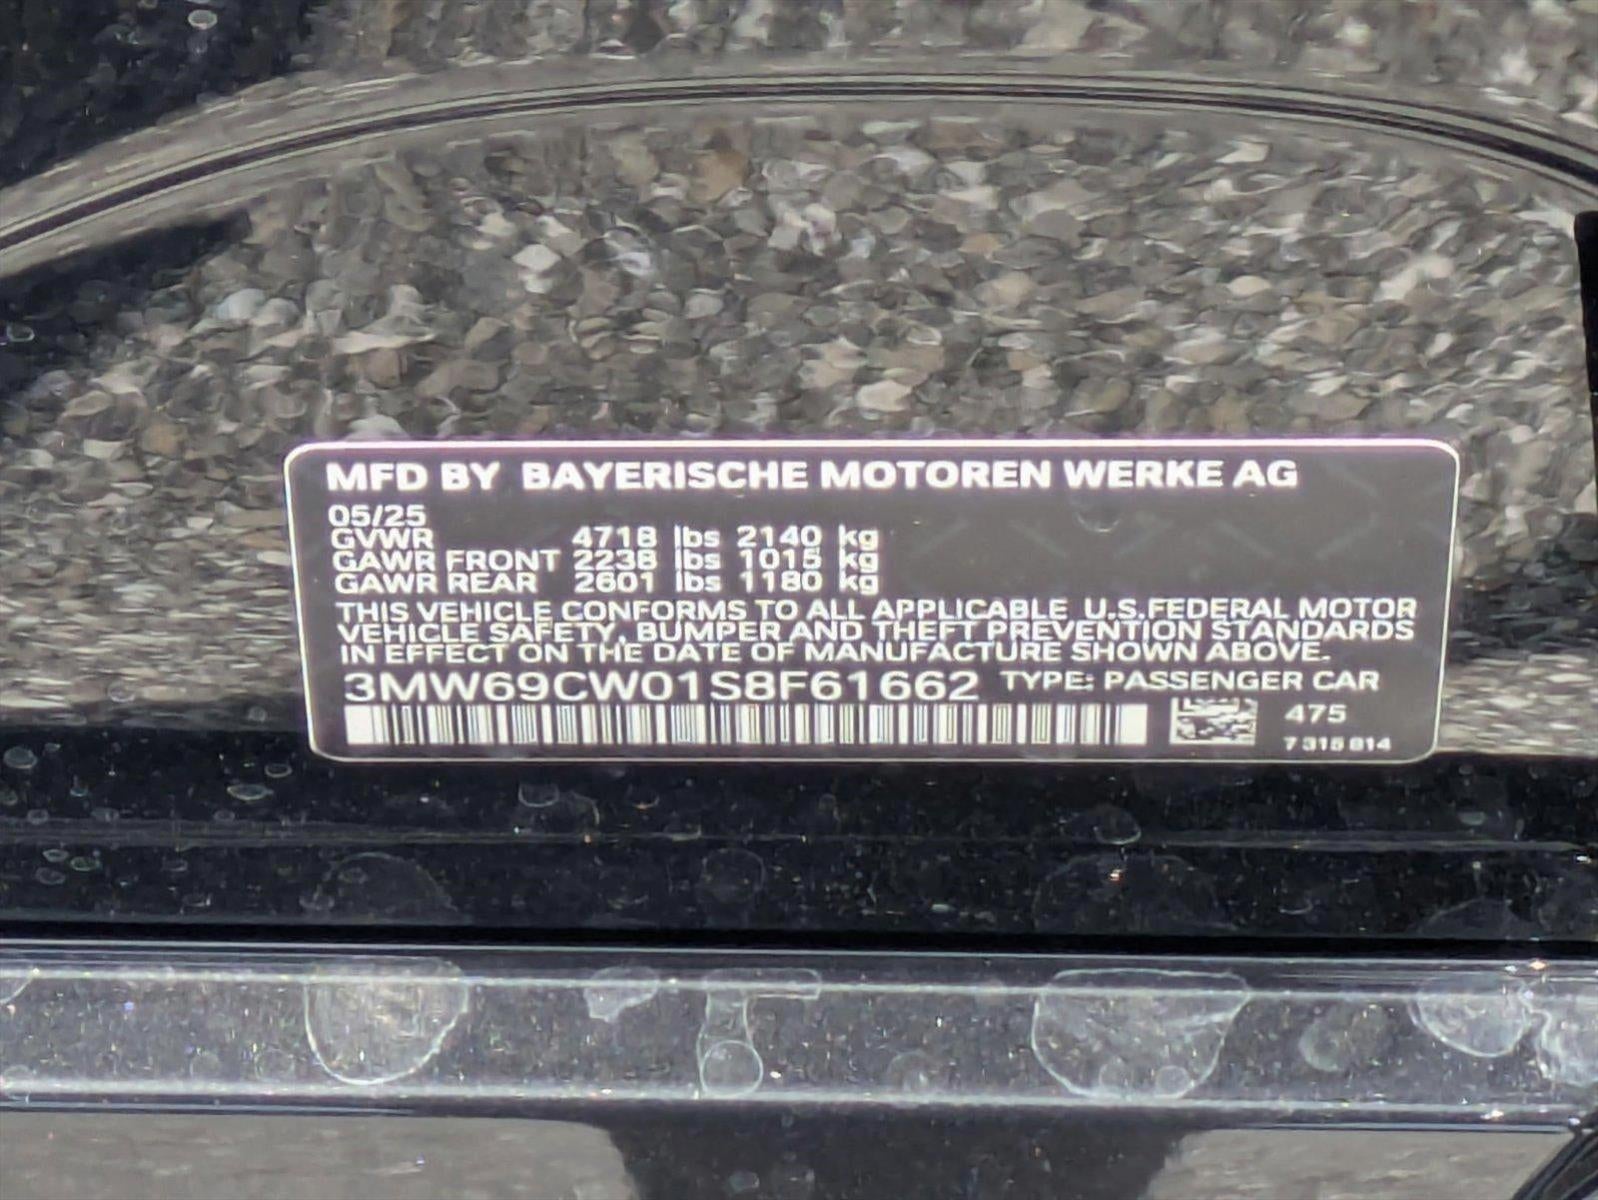 MFD BY BAYERISCHE MOTOREN WERKE AG
05/25
GVWR 4718 lbs 2140 kg
GAWR FRONT 2238 lbs 1015 kg
GAWR REAR 2601 lbs 1180 kg
THIS VEHICLE CONFORMS TO ALL APPLICABLE U.S.FEDERAL MOTOR
VEHICLE SAFETY, BUMPER AND THEFT PREVENTION STANDARDS
IN EFFECT ON THE DATE OF MANUFACTURE SHOWN ABOVE.
3MW69CW01S8F61662 TYPE: PASSENGER CAR
475
7 315 814